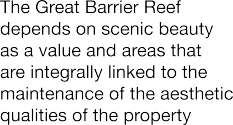 The Great Barrier Reef
depends on scenic beauty
as a value and areas that
are integrally linked to the
maintenance of the aesthetic
qualities of the property